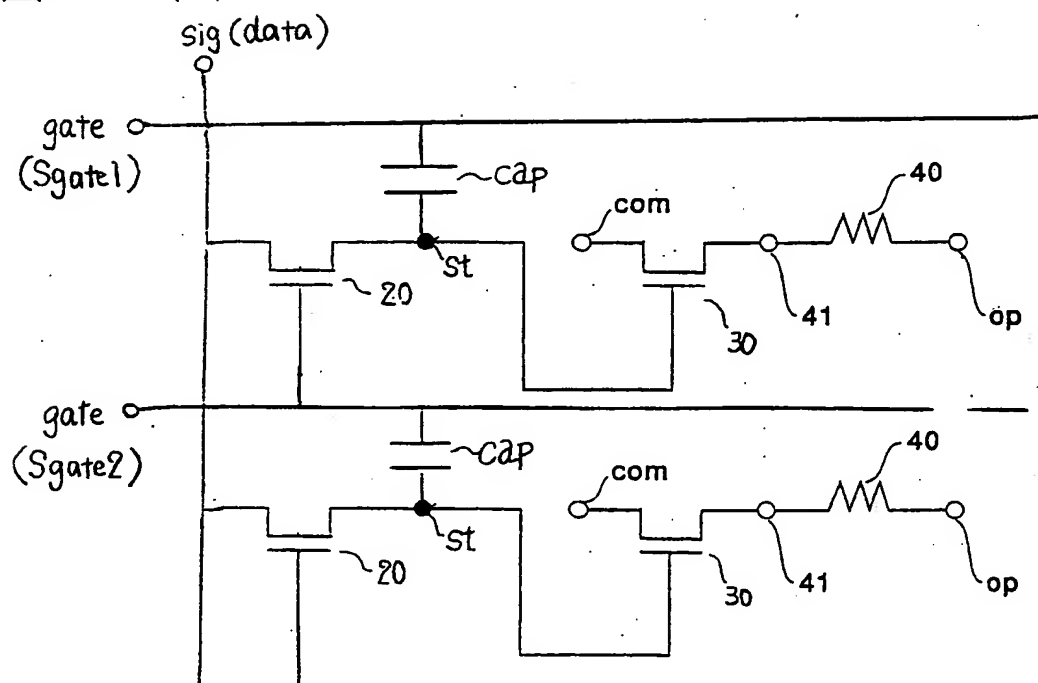 sig (data)
gate
(Sgate1)
cap
com
40
St
20
30
41
op
gate
(Sgate2)
cap
com
40
St
20
30
41
op